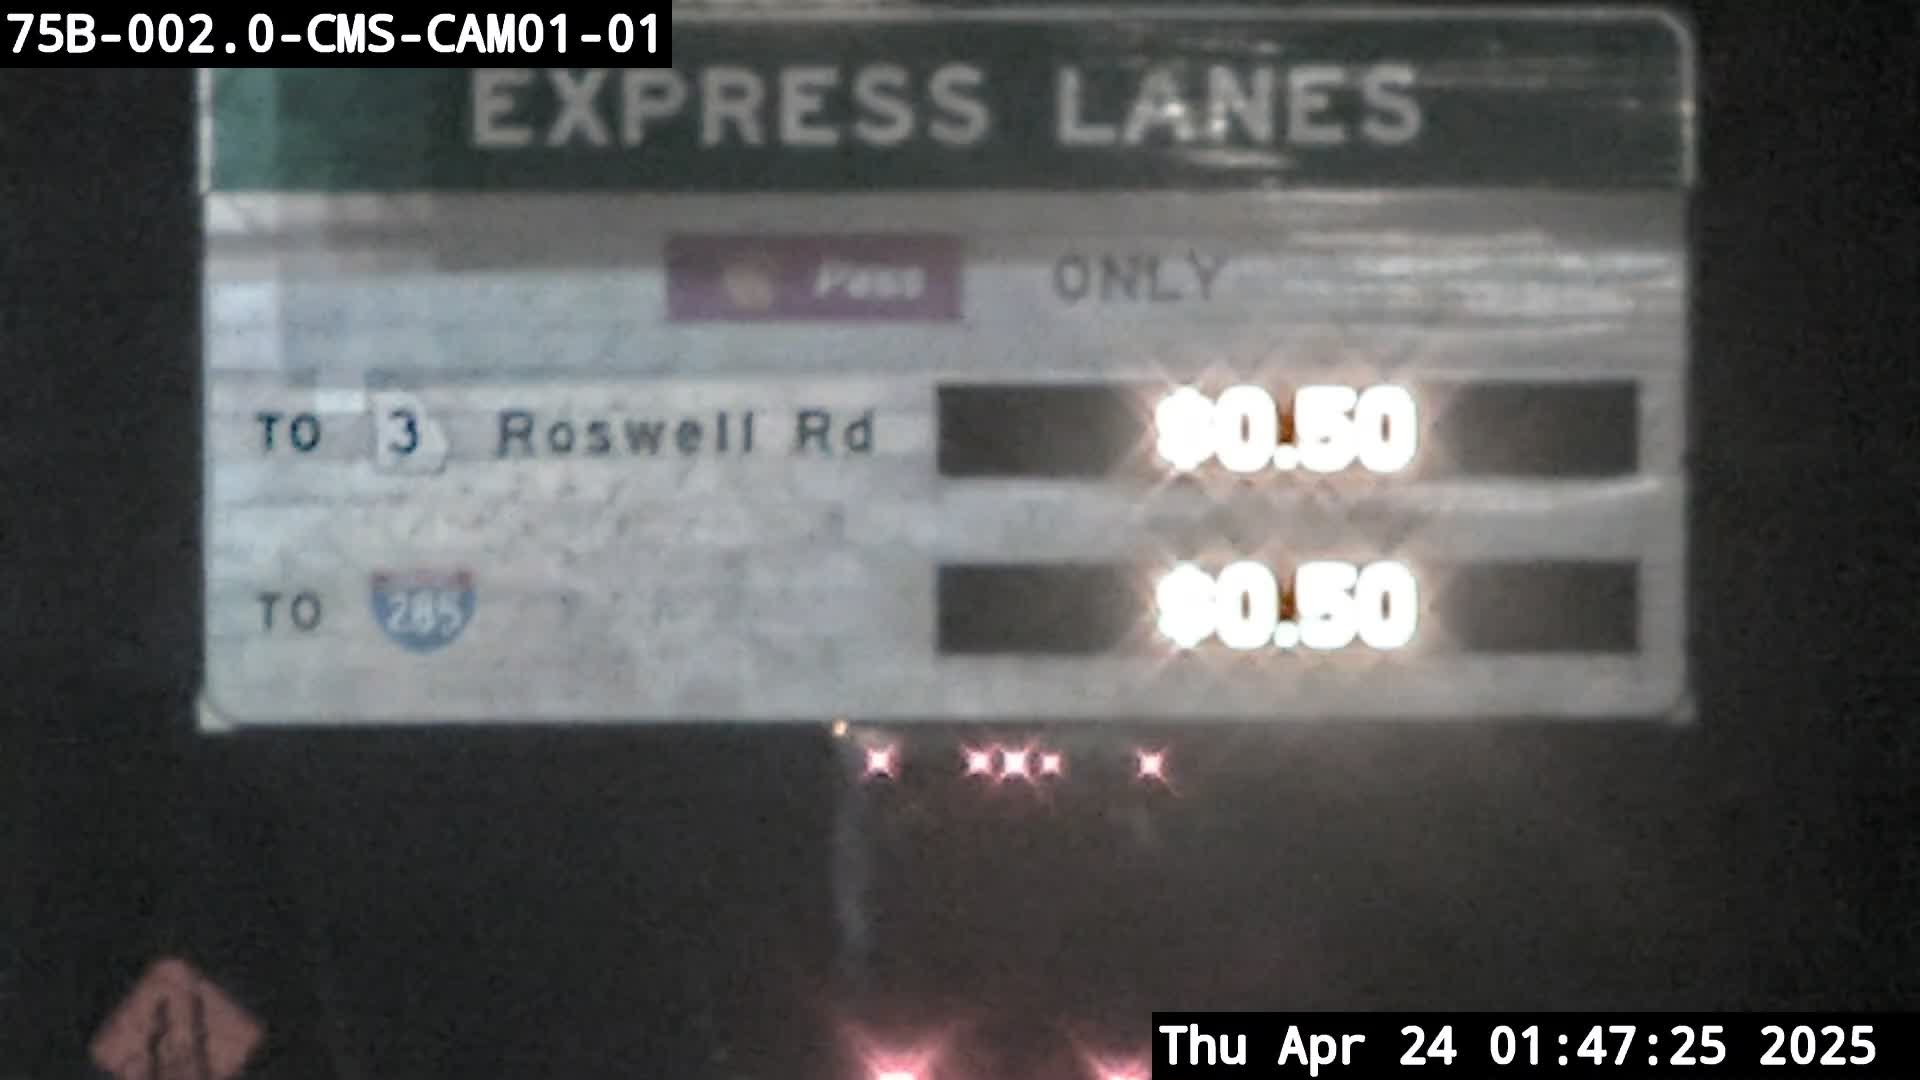 75B-002.0-CMS-CAM01-01
EXPRESS LANES
Pass ONLY
TO 3 Roswell Rd $0.50
TO 285 $0.50
Thu Apr 24 01:47:25 2025